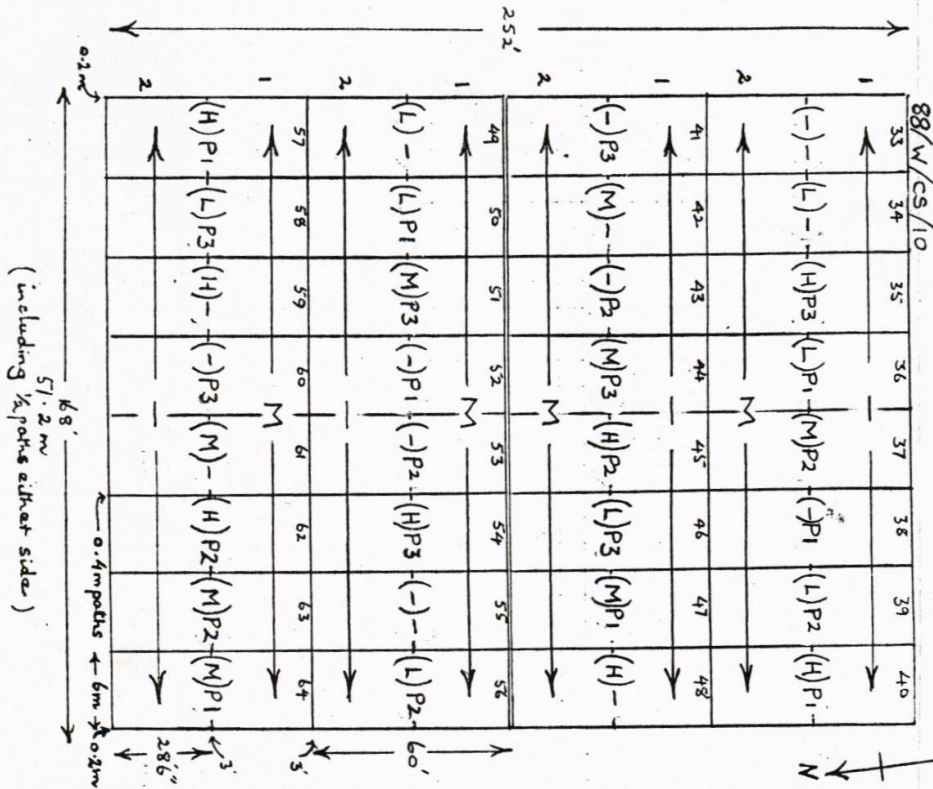 88/W/CS/10
252'
33 34 35 36 37 38 39 40
1 —
(-) - (L) - (H)P3 (L)P1 (M)P2 (-)P1 (L)P2 (H)P1
2 M
41 42 43 44 45 46 47 48
1 —
(-)P3 (M) - (-)P3 (M)P3 (H)P2 (L)P3 (M)P1 (H) -
2 M
49 50 51 52 53 54 55 56
1 M
(L) - (L)P1 (M)P3 (-)P1 (-)P2 (H)P3 (-) - (L)P2
2 —
57 58 59 60 61 62 63 64
1 M
(H)P1 (L)P3 (H) - (-)P3 (M) - (H)P2 (M)P2 (M)P1
2 —
N
60'
3'
3'
28'6"
0.2m
0.4m paths
6m
0.2m
168'
51.2 m
(including ½ paths either side)